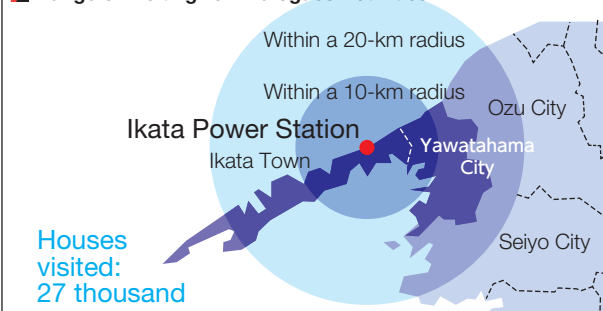 Within a 20-km radius
Within a 10-km radius
Ozu City
Ikata Power Station
Ikata Town
Yawatahama
City
Seiyo City
Houses
visited:
27 thousand